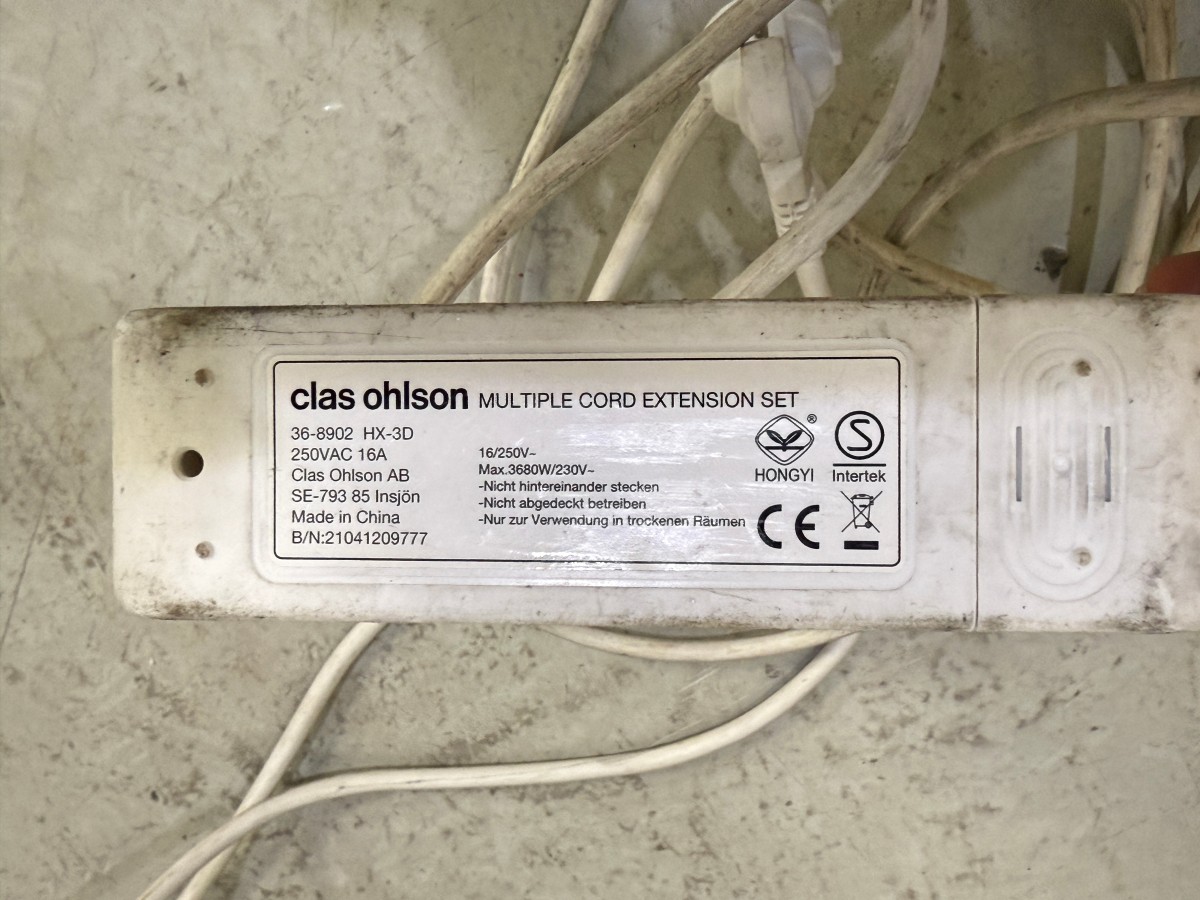 clas ohlson MULTIPLE CORD EXTENSION SET
36-8902 HX-3D
250VAC 16A
Clas Ohlson AB
SE-793 85 Insjön
Made in China
B/N:21041209777
16/250V~
Max.3680W/230V~
-Nicht hintereinander stecken
-Nicht abgedeckt betreiben
-Nur zur Verwendung in trockenen Räumen
®
HONGYI
S
Intertek
CE